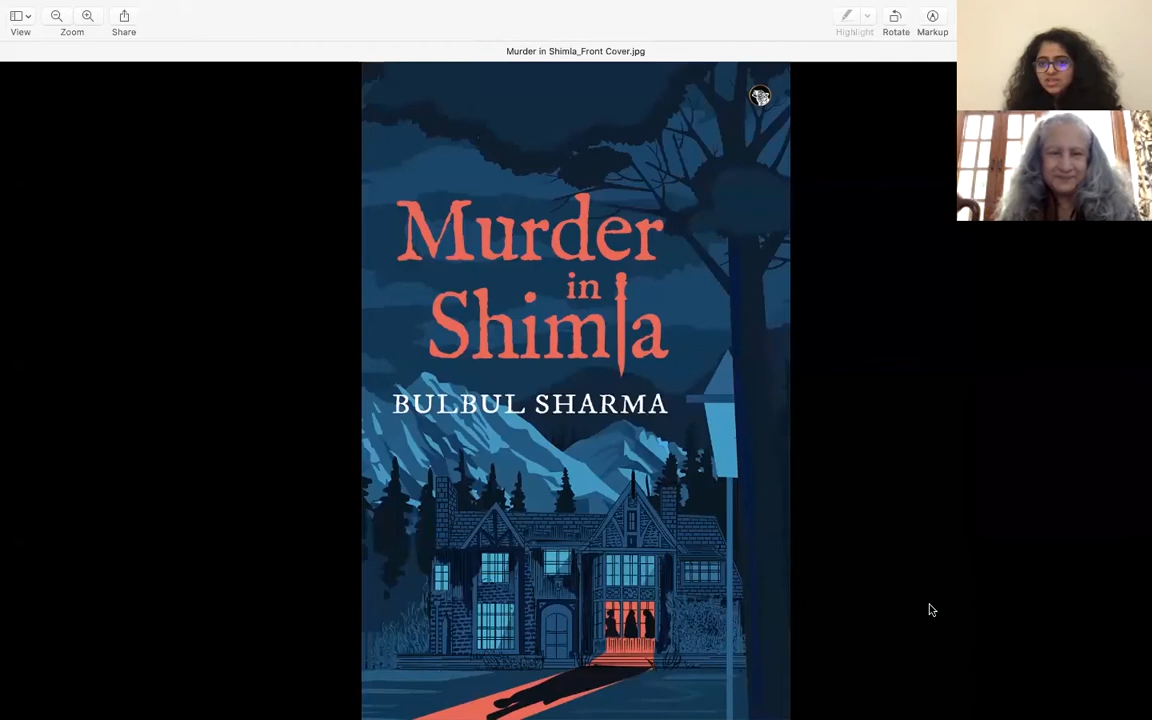 View
Zoom
Share
Highlight
Rotate
Markup
Murder in Shimla_Front Cover.jpg
Murder
in
Shimla
BULBUL SHARMA